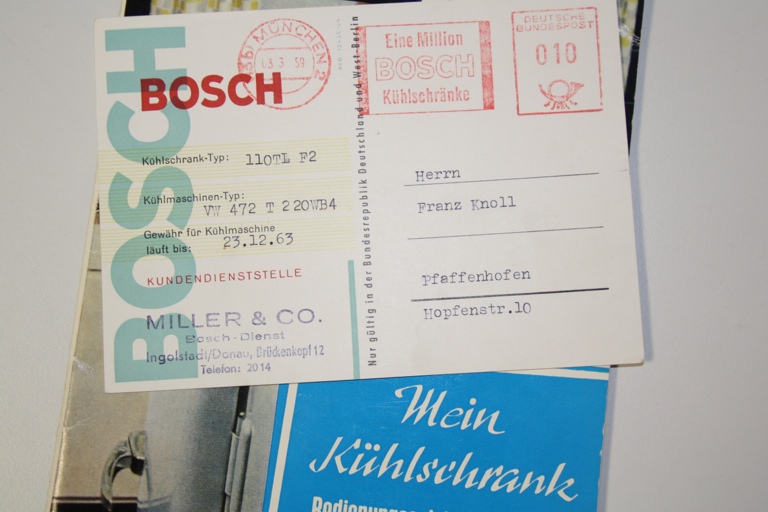 BOSCH
BOSCH
MÜNCHEN 2
03.3.59
Eine Million
BOSCH
Kühlschränke
DEUTSCHE
BUNDESPOST
010
Kühlschrank-Typ: 110TL F2
Kühlmaschinen-Typ:
VW 472 T 220WB4
Gewähr für Kühlmaschine
läuft bis: 23.12.63
KUNDENDIENSTSTELLE
MILLER & CO.
Bosch-Dienst
Ingolstadt/Donau, Brückenkopf 12
Telefon: 2014
Nur gültig in der Bundesrepublik Deutschland und West-Berlin
Herrn
Franz Knoll
Pfaffenhofen
Hopfenstr.10
Mein
Kühlschrank